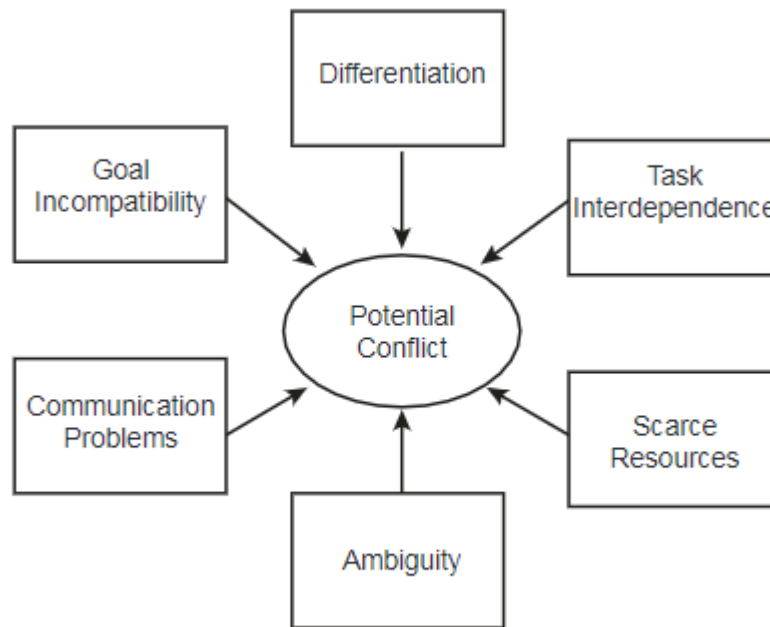 Differentiation
Goal
Incompatibility
Task
Interdependence
Potential
Conflict
Communication
Problems
Scarce
Resources
Ambiguity